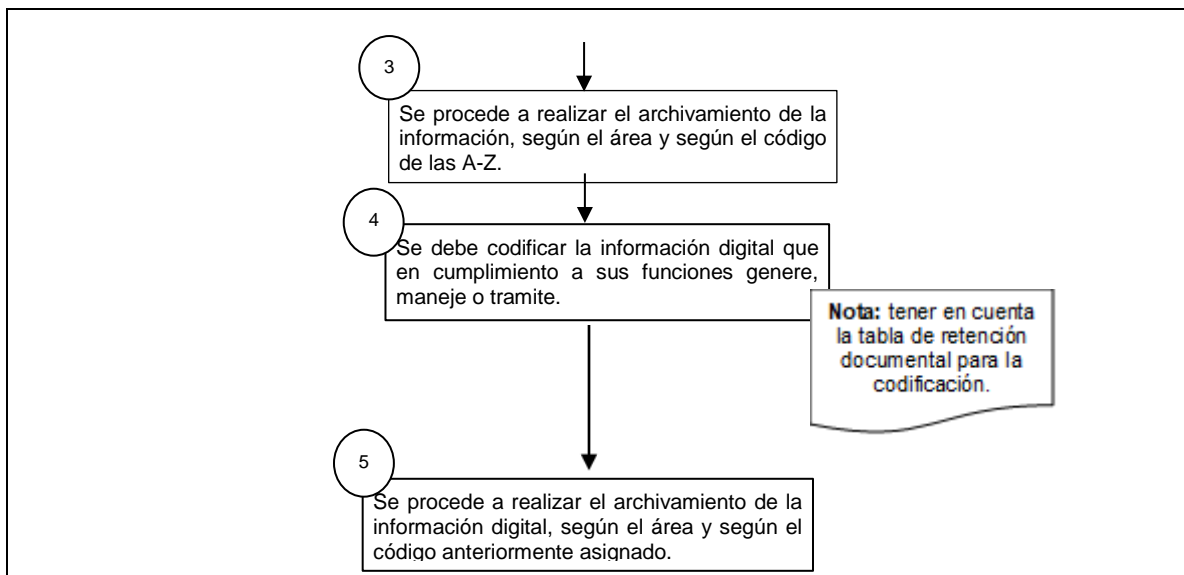 3
Se procede a realizar el archivamiento de la
información, según el área y según el código
de las A-Z.
4
Se debe codificar la información digital que
en cumplimiento a sus funciones genere,
maneje o tramite.
Nota: tener en cuenta
la tabla de retención
documental para la
codificación.
5
Se procede a realizar el archivamiento de la
información digital, según el área y según el
código anteriormente asignado.